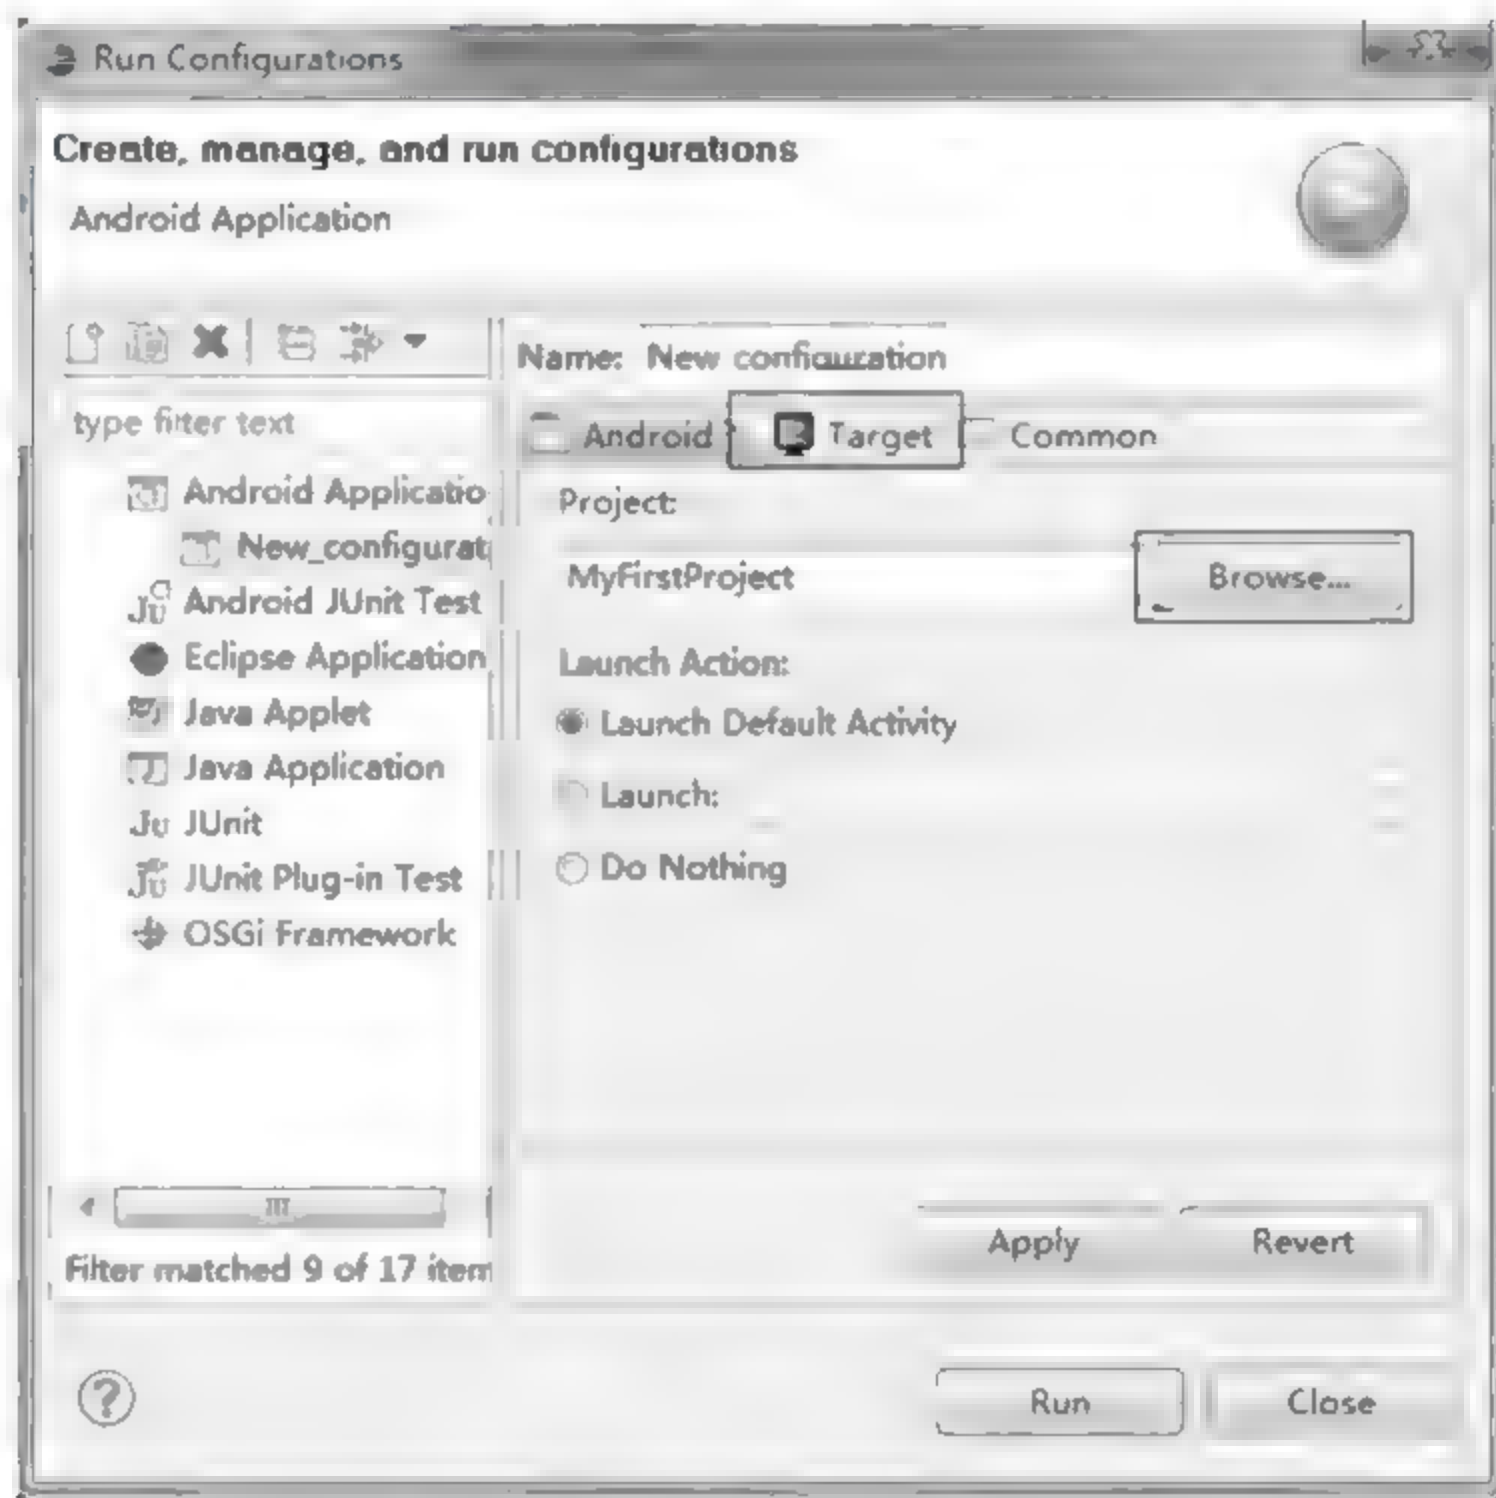 Run Configurations
Create, manage, and run configurations
Android Application
Name: New configuration
type filter text
Android Target Common
Android Applicatio
New_configurat
Android JUnit Test
Eclipse Application
Java Applet
Java Application
Ju JUnit
JUnit Plug-in Test
OSGi Framework
Filter matched 9 of 17 item
Project:
MyFirstProject
Browse...
Launch Action:
Launch Default Activity
Launch:
Do Nothing
Apply Revert
?
Run Close